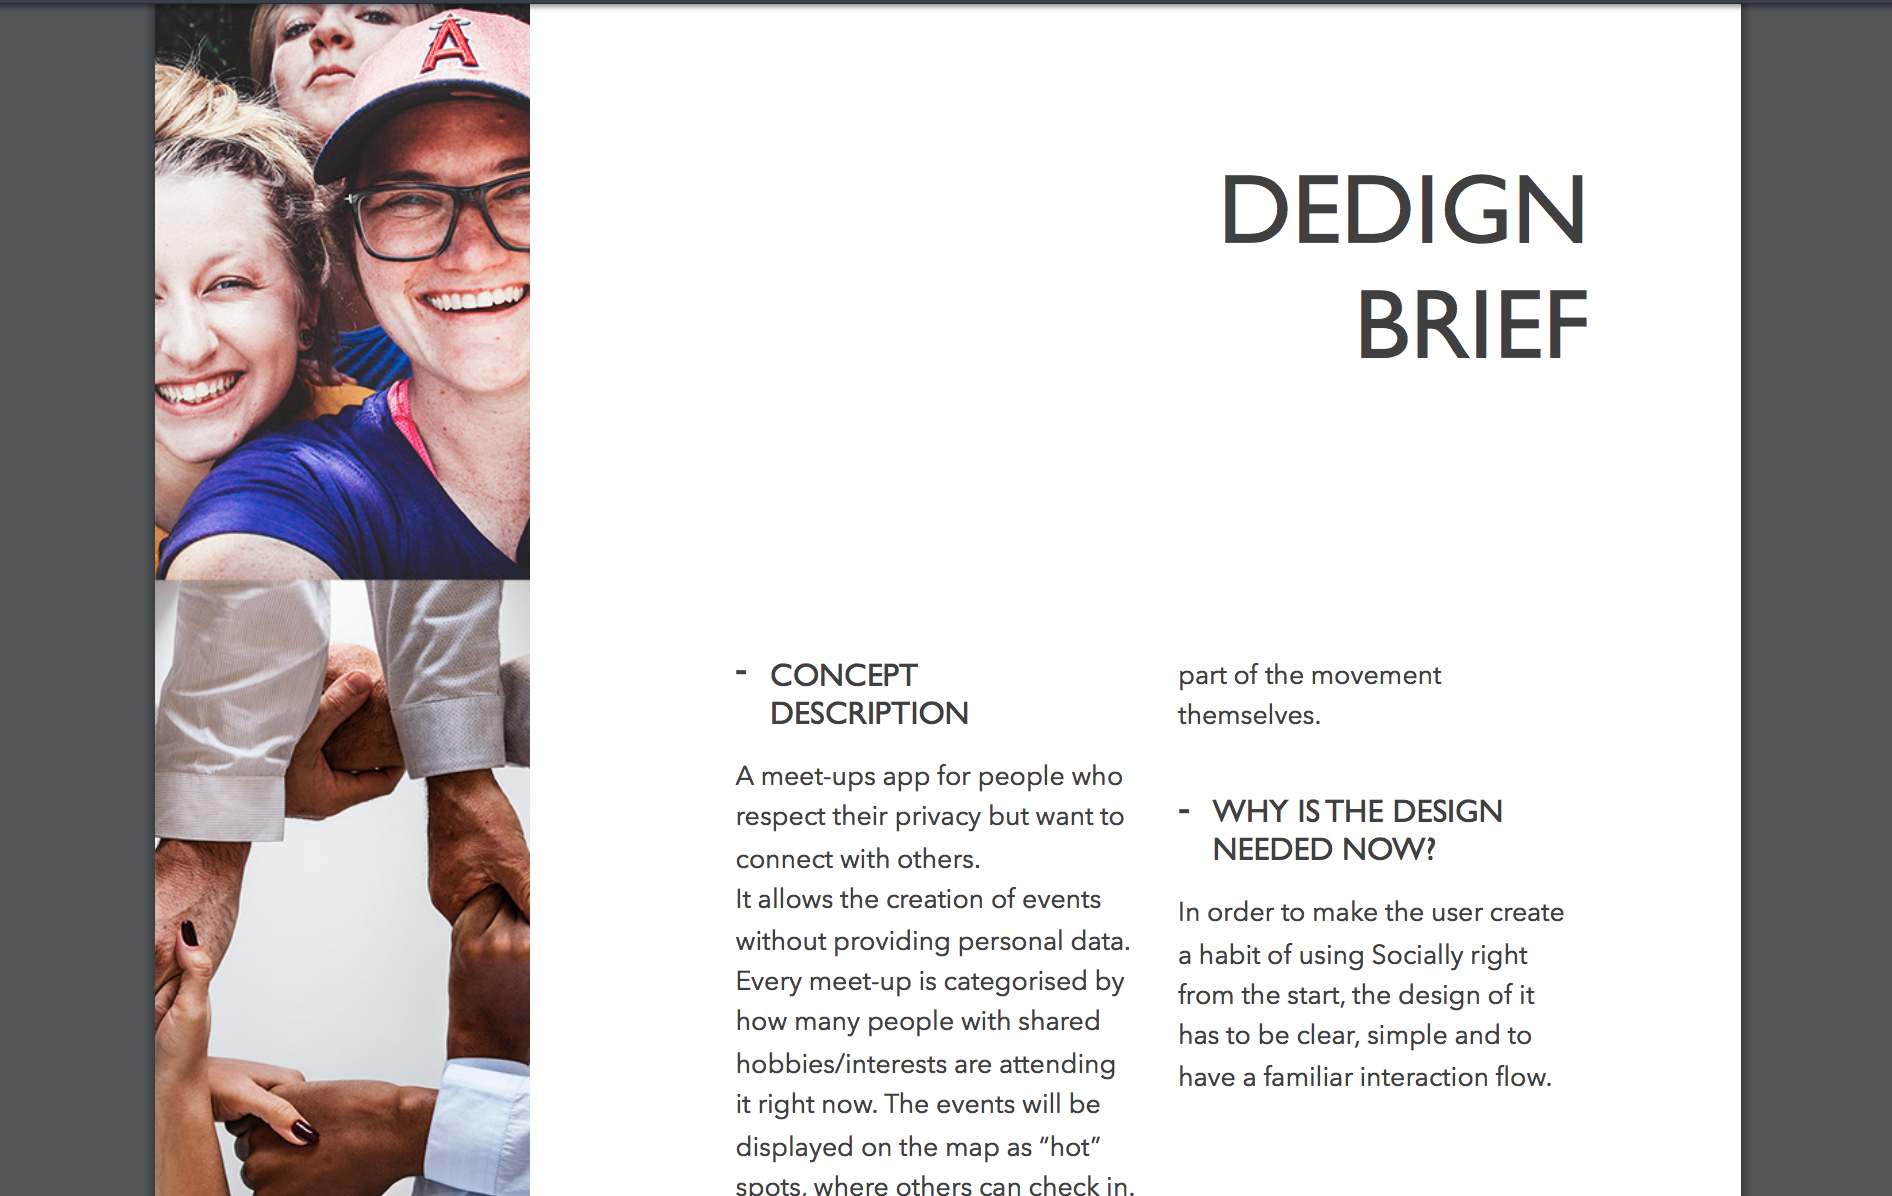 A
DEDIGN
BRIEF
- CONCEPT
DESCRIPTION
A meet-ups app for people who
respect their privacy but want to
connect with others.
It allows the creation of events
without providing personal data.
Every meet-up is categorised by
how many people with shared
hobbies/interests are attending
it right now. The events will be
displayed on the map as “hot”
spots, where others can check in.
part of the movement
themselves.
- WHY IS THE DESIGN
NEEDED NOW?
In order to make the user create
a habit of using Socially right
from the start, the design of it
has to be clear, simple and to
have a familiar interaction flow.